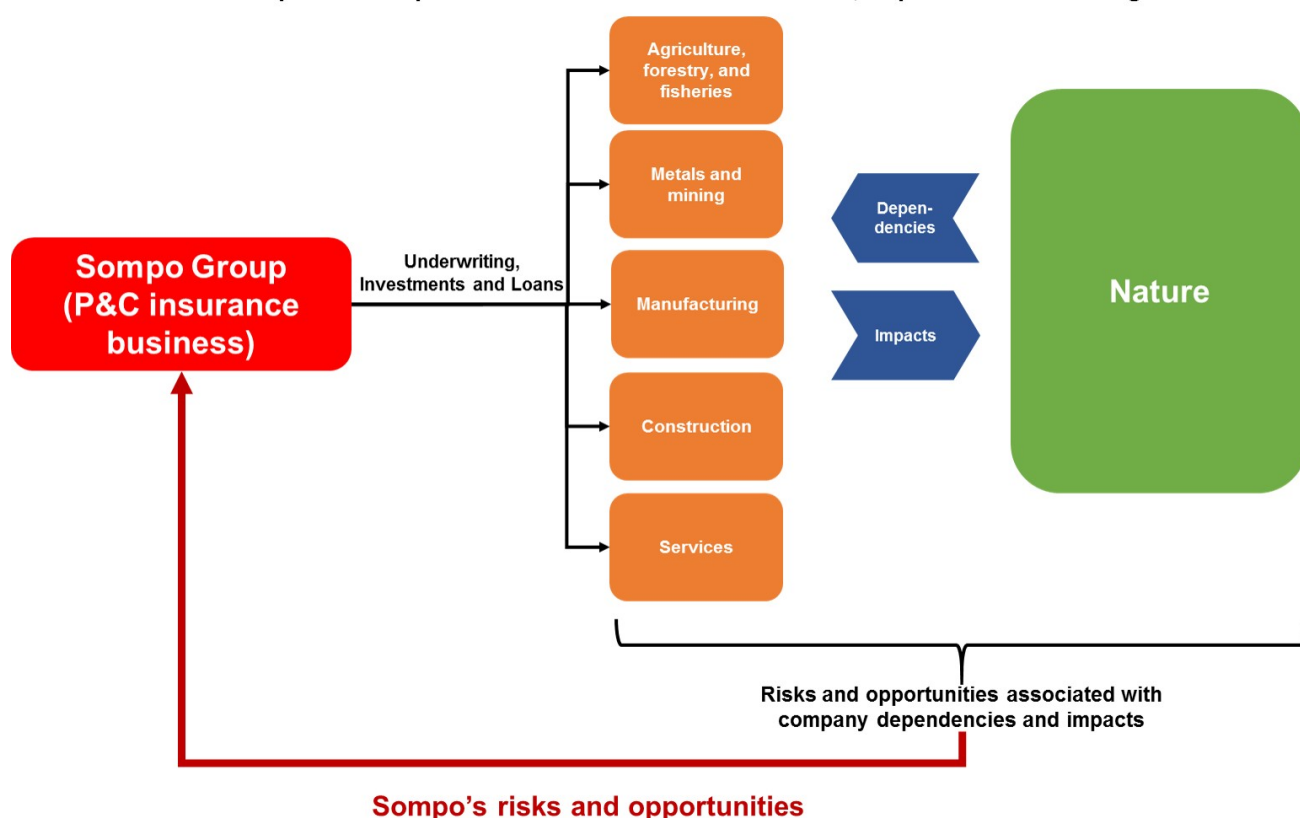 Agriculture,
forestry, and
fisheries
Metals and
mining
Depen-
dencies
Sompo Group
(P&C insurance
business)
Underwriting,
Investments and Loans
Manufacturing
Nature
Impacts
Construction
Services
Risks and opportunities associated with
company dependencies and impacts
Sompo's risks and opportunities